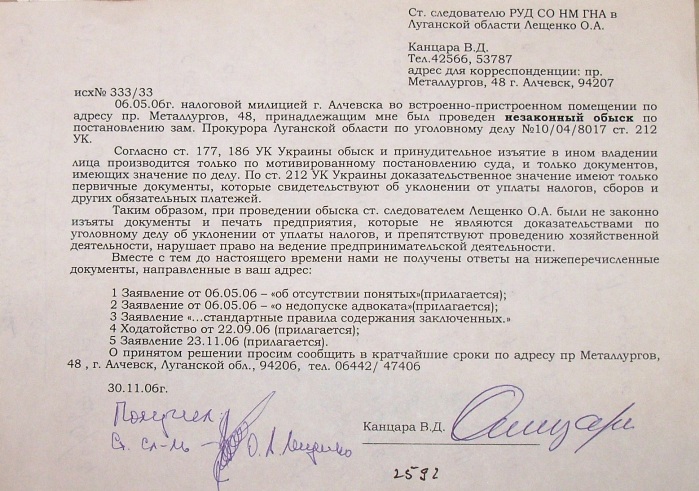 Ст. следователю РУД СО НМ ГНА в
Луганской области Лещенко О.А.
Канцара В.Д.
Тел.42566, 53787
адрес для корреспонденции: пр.
Металлургов, 48 г Алчевск, 94207
исх№ 333/33
06.05.06г. налоговой милицией г. Алчевска во встроенно-пристроенном помещении по
адресу пр. Металлургов, 48, принадлежащим мне был проведен незаконный обыск по
постановлению зам. Прокурора Луганской области по уголовному делу №10/04/8017 ст. 212
УК.
Согласно ст. 177, 186 УК Украины обыск и принудительное изъятие в ином владении
лица производится только по мотивированному постановлению суда, и только документов,
имеющих значение по делу. По ст. 212 УК Украины доказательственное значение имеют только
первичные документы, которые свидетельствуют об уклонении от уплаты налогов, сборов и
других обязательных платежей.
Таким образом, при проведении обыска ст. следователем Лещенко О.А. были не законно
изъяты документы и печать предприятия, которые не являются доказательствами по
уголовному делу об уклонении от уплаты налогов, и препятствуют проведению хозяйственной
деятельности, нарушает право на ведение предпринимательской деятельности.
Вместе с тем до настоящего времени нами не получены ответы на нижеперечисленные
документы, направленные в ваш адрес:
1 Заявление от 06.05.06 – «об отсутствии понятых»(прилагается);
2 Заявление от 06.05.06 – «о недопуске адвоката»(прилагается);
3 Заявление «...стандартные правила содержания заключенных.»
4 Ходатойство от 22.09.06 (прилагается);
5 Заявление 23.11.06 (прилагается).
О принятом решении просим сообщить в кратчайшие сроки по адресу пр Металлургов,
48 , г. Алчевск, Луганской обл., 94206, тел. 06442/ 47406
30.11.06г.
Получил
Ст. сл-ль О.А. Лещенко
Канцара В.Д.
2592